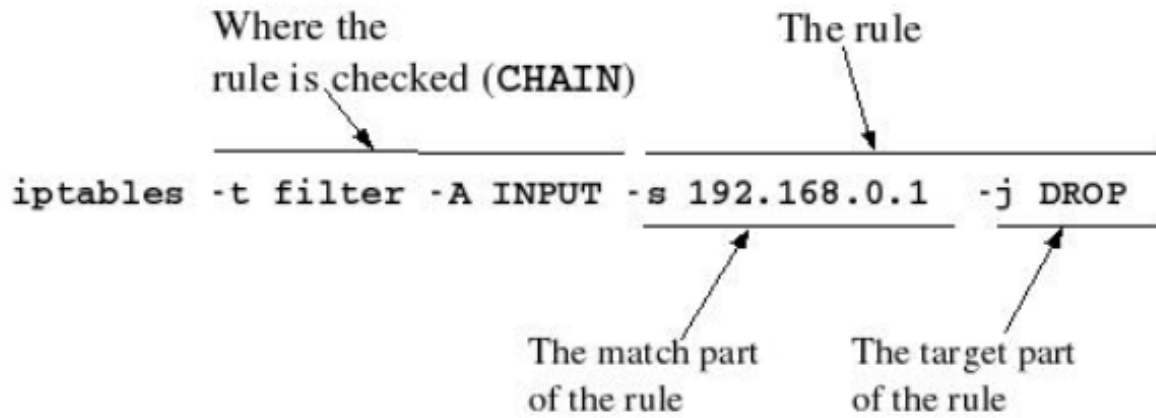 Where the
rule is checked (CHAIN)
The rule
iptables -t filter -A INPUT -s 192.168.0.1 -j DROP
The match part
of the rule
The target part
of the rule